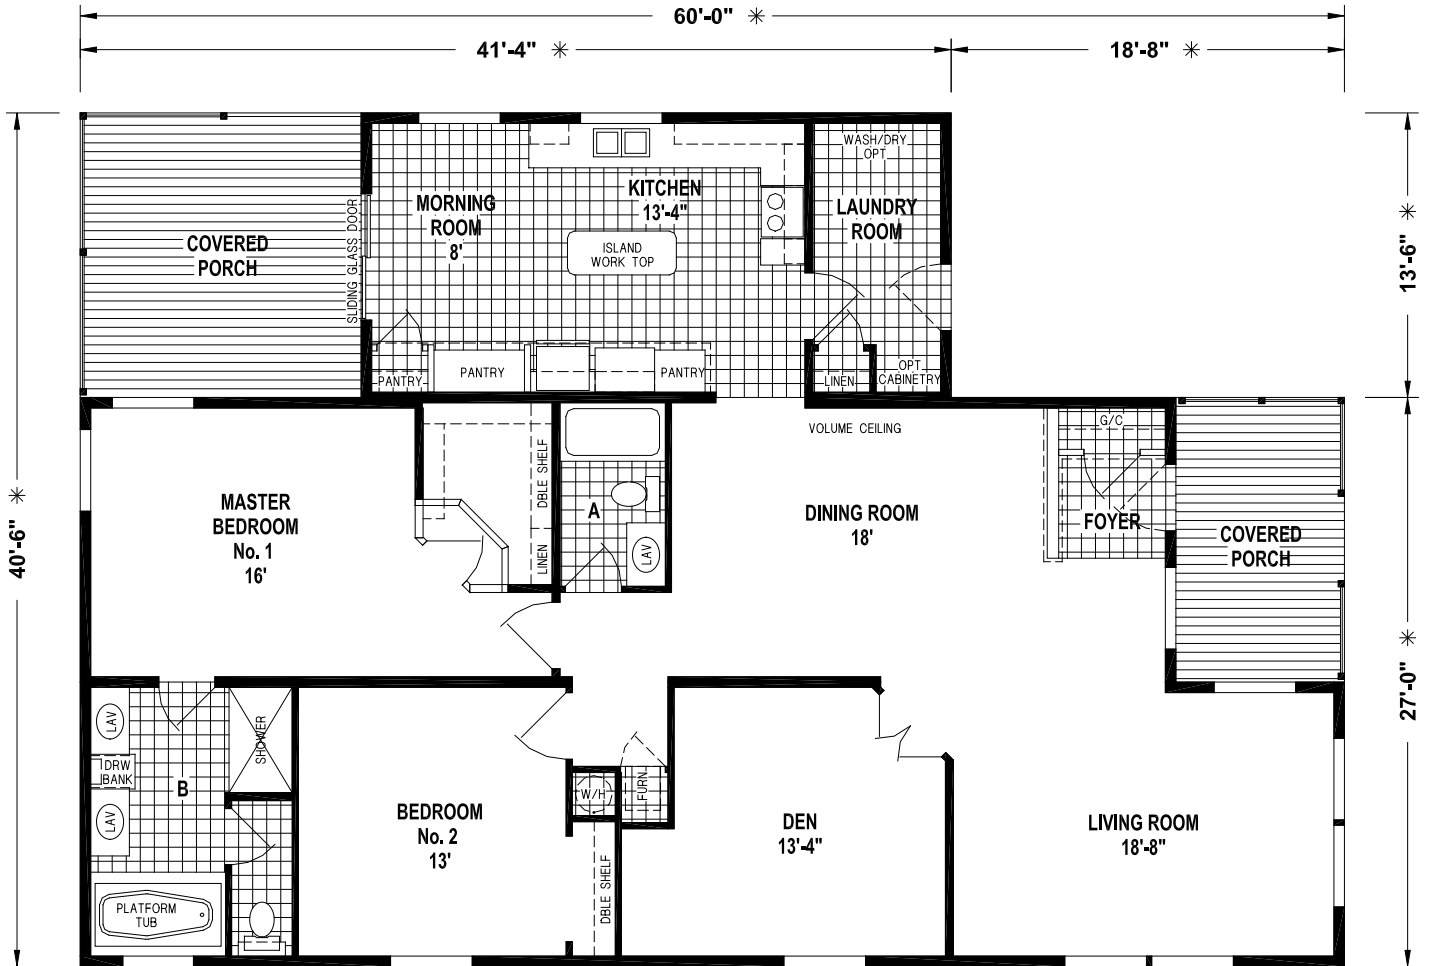 60'-0" ✳
41'-4" ✳
18'-8" ✳
WASH/DRY
OPT
KITCHEN
13'-4"
MORNING
ROOM
8'
LAUNDRY
ROOM
COVERED
PORCH
SLIDING GLASS DOOR
ISLAND
WORK TOP
13'-6" ✳
PANTRY
PANTRY
PANTRY
LINEN
OPT
CABINETRY
VOLUME CEILING
G/C
DBLE SHELF
MASTER
BEDROOM
No. 1
16'
A
DINING ROOM
18'
FOYER
COVERED
PORCH
40'-6" ✳
LINEN
LAV
27'-0" ✳
LAV
SHOWER
DRW
BANK
B
LAV
W/H
FURN
BEDROOM
No. 2
13'
DEN
13'-4"
LIVING ROOM
18'-8"
DBLE SHELF
PLATFORM
TUB